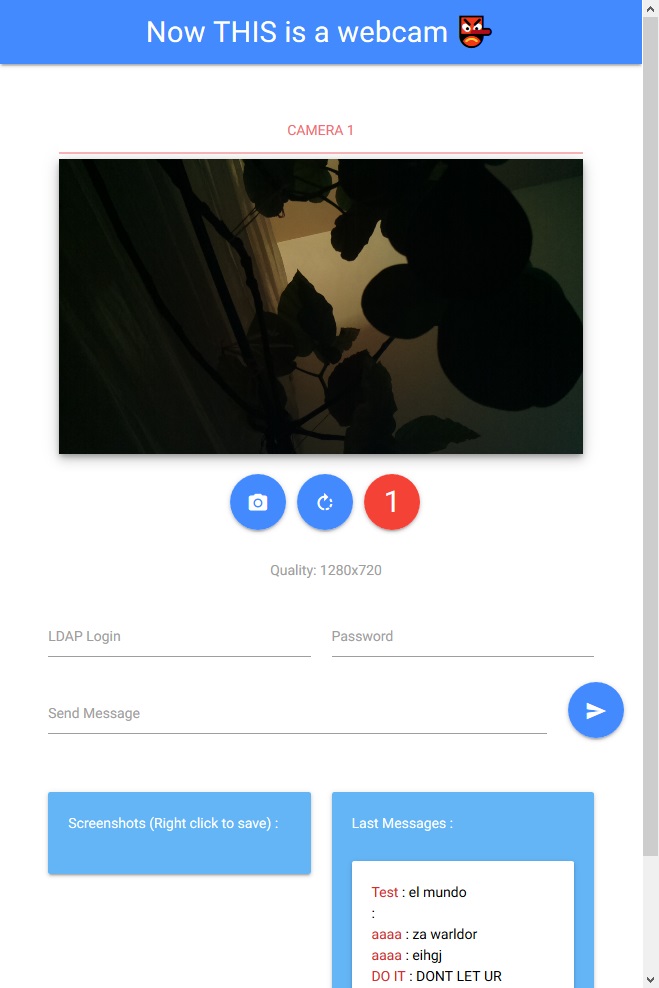 Now THIS is a webcam 👺
CAMERA 1
1
Quality: 1280x720
LDAP Login
Password
Send Message
Screenshots (Right click to save) :
Last Messages :
Test : el mundo
:
aaaa : za warldor
aaaa : eihgj
DO IT : DONT LET UR